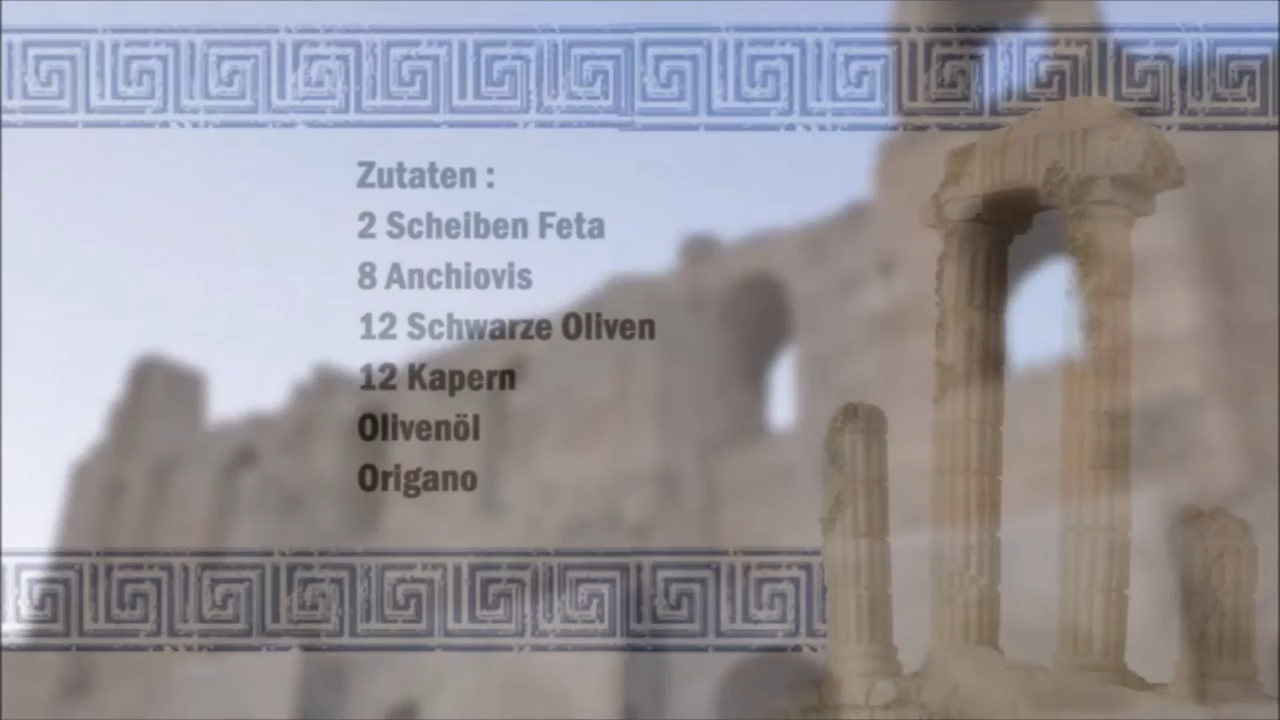 Zutaten :
2 Scheiben Feta
8 Anchiovis
12 Schwarze Oliven
12 Kapern
Olivenöl
Origano